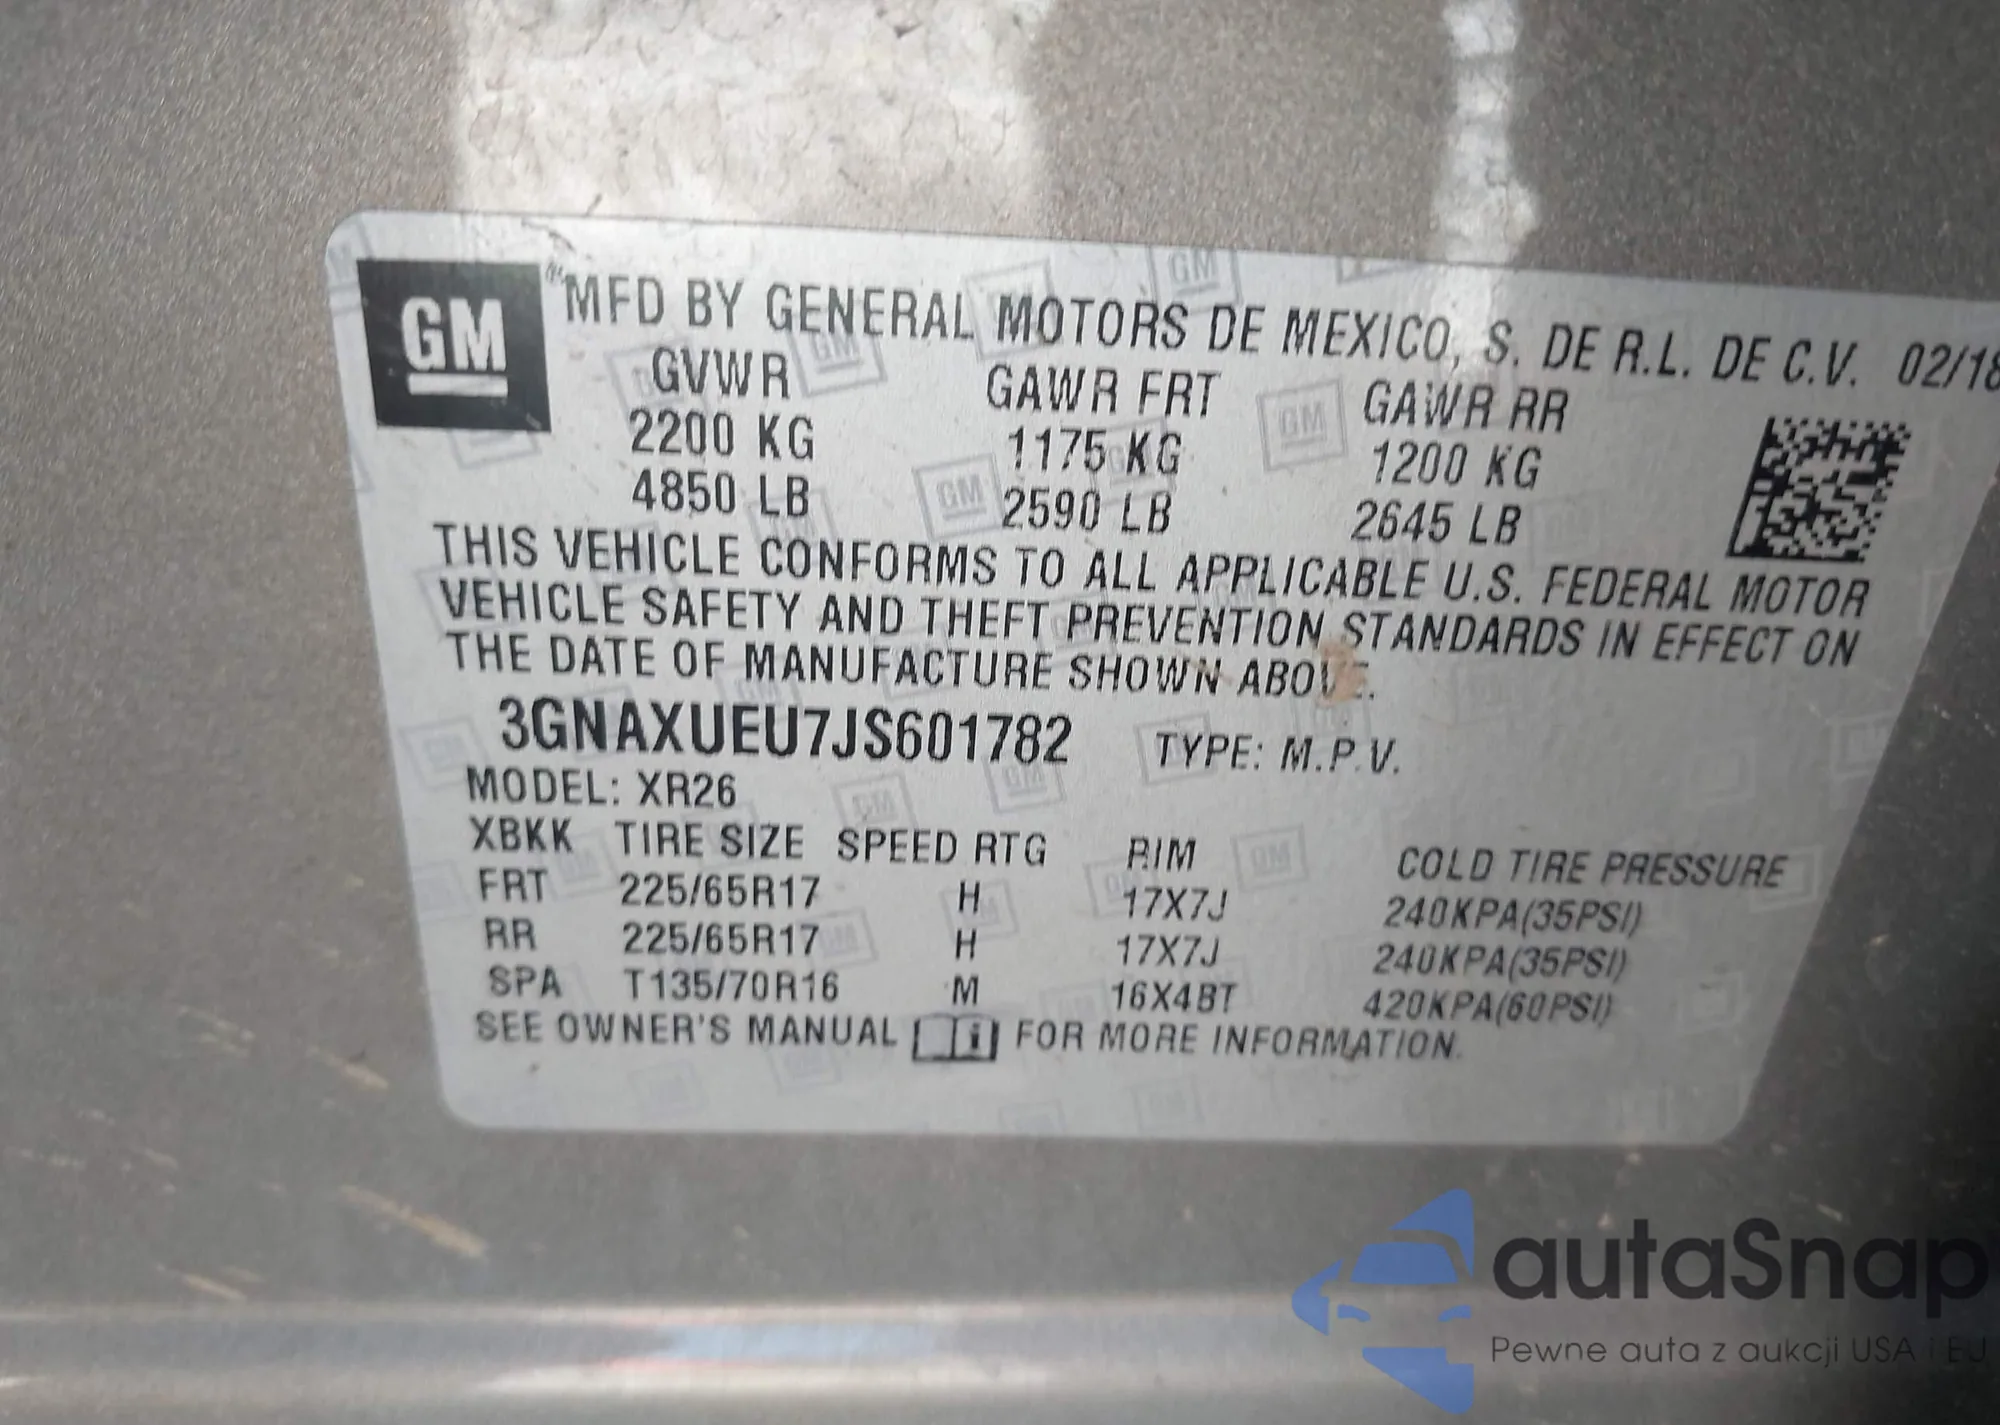 GM
MFD BY GENERAL MOTORS DE MEXICO, S. DE R.L. DE C.V. 02/18
GVWR GAWR FRT GAWR RR
2200 KG 1175 KG 1200 KG
4850 LB 2590 LB 2645 LB
THIS VEHICLE CONFORMS TO ALL APPLICABLE U.S. FEDERAL MOTOR
VEHICLE SAFETY AND THEFT PREVENTION STANDARDS IN EFFECT ON
THE DATE OF MANUFACTURE SHOWN ABOVE.
3GNAXUEU7JS601782 TYPE: M.P.V.
MODEL: XR26
XBKK TIRE SIZE SPEED RTG RIM COLD TIRE PRESSURE
FRT 225/65R17 H 17X7J 240KPA(35PSI)
RR 225/65R17 H 17X7J 240KPA(35PSI)
SPA T135/70R16 M 16X4BT 420KPA(60PSI)
SEE OWNER'S MANUAL i FOR MORE INFORMATION.
autaSnap
Pewne auta z aukcji USA i EU